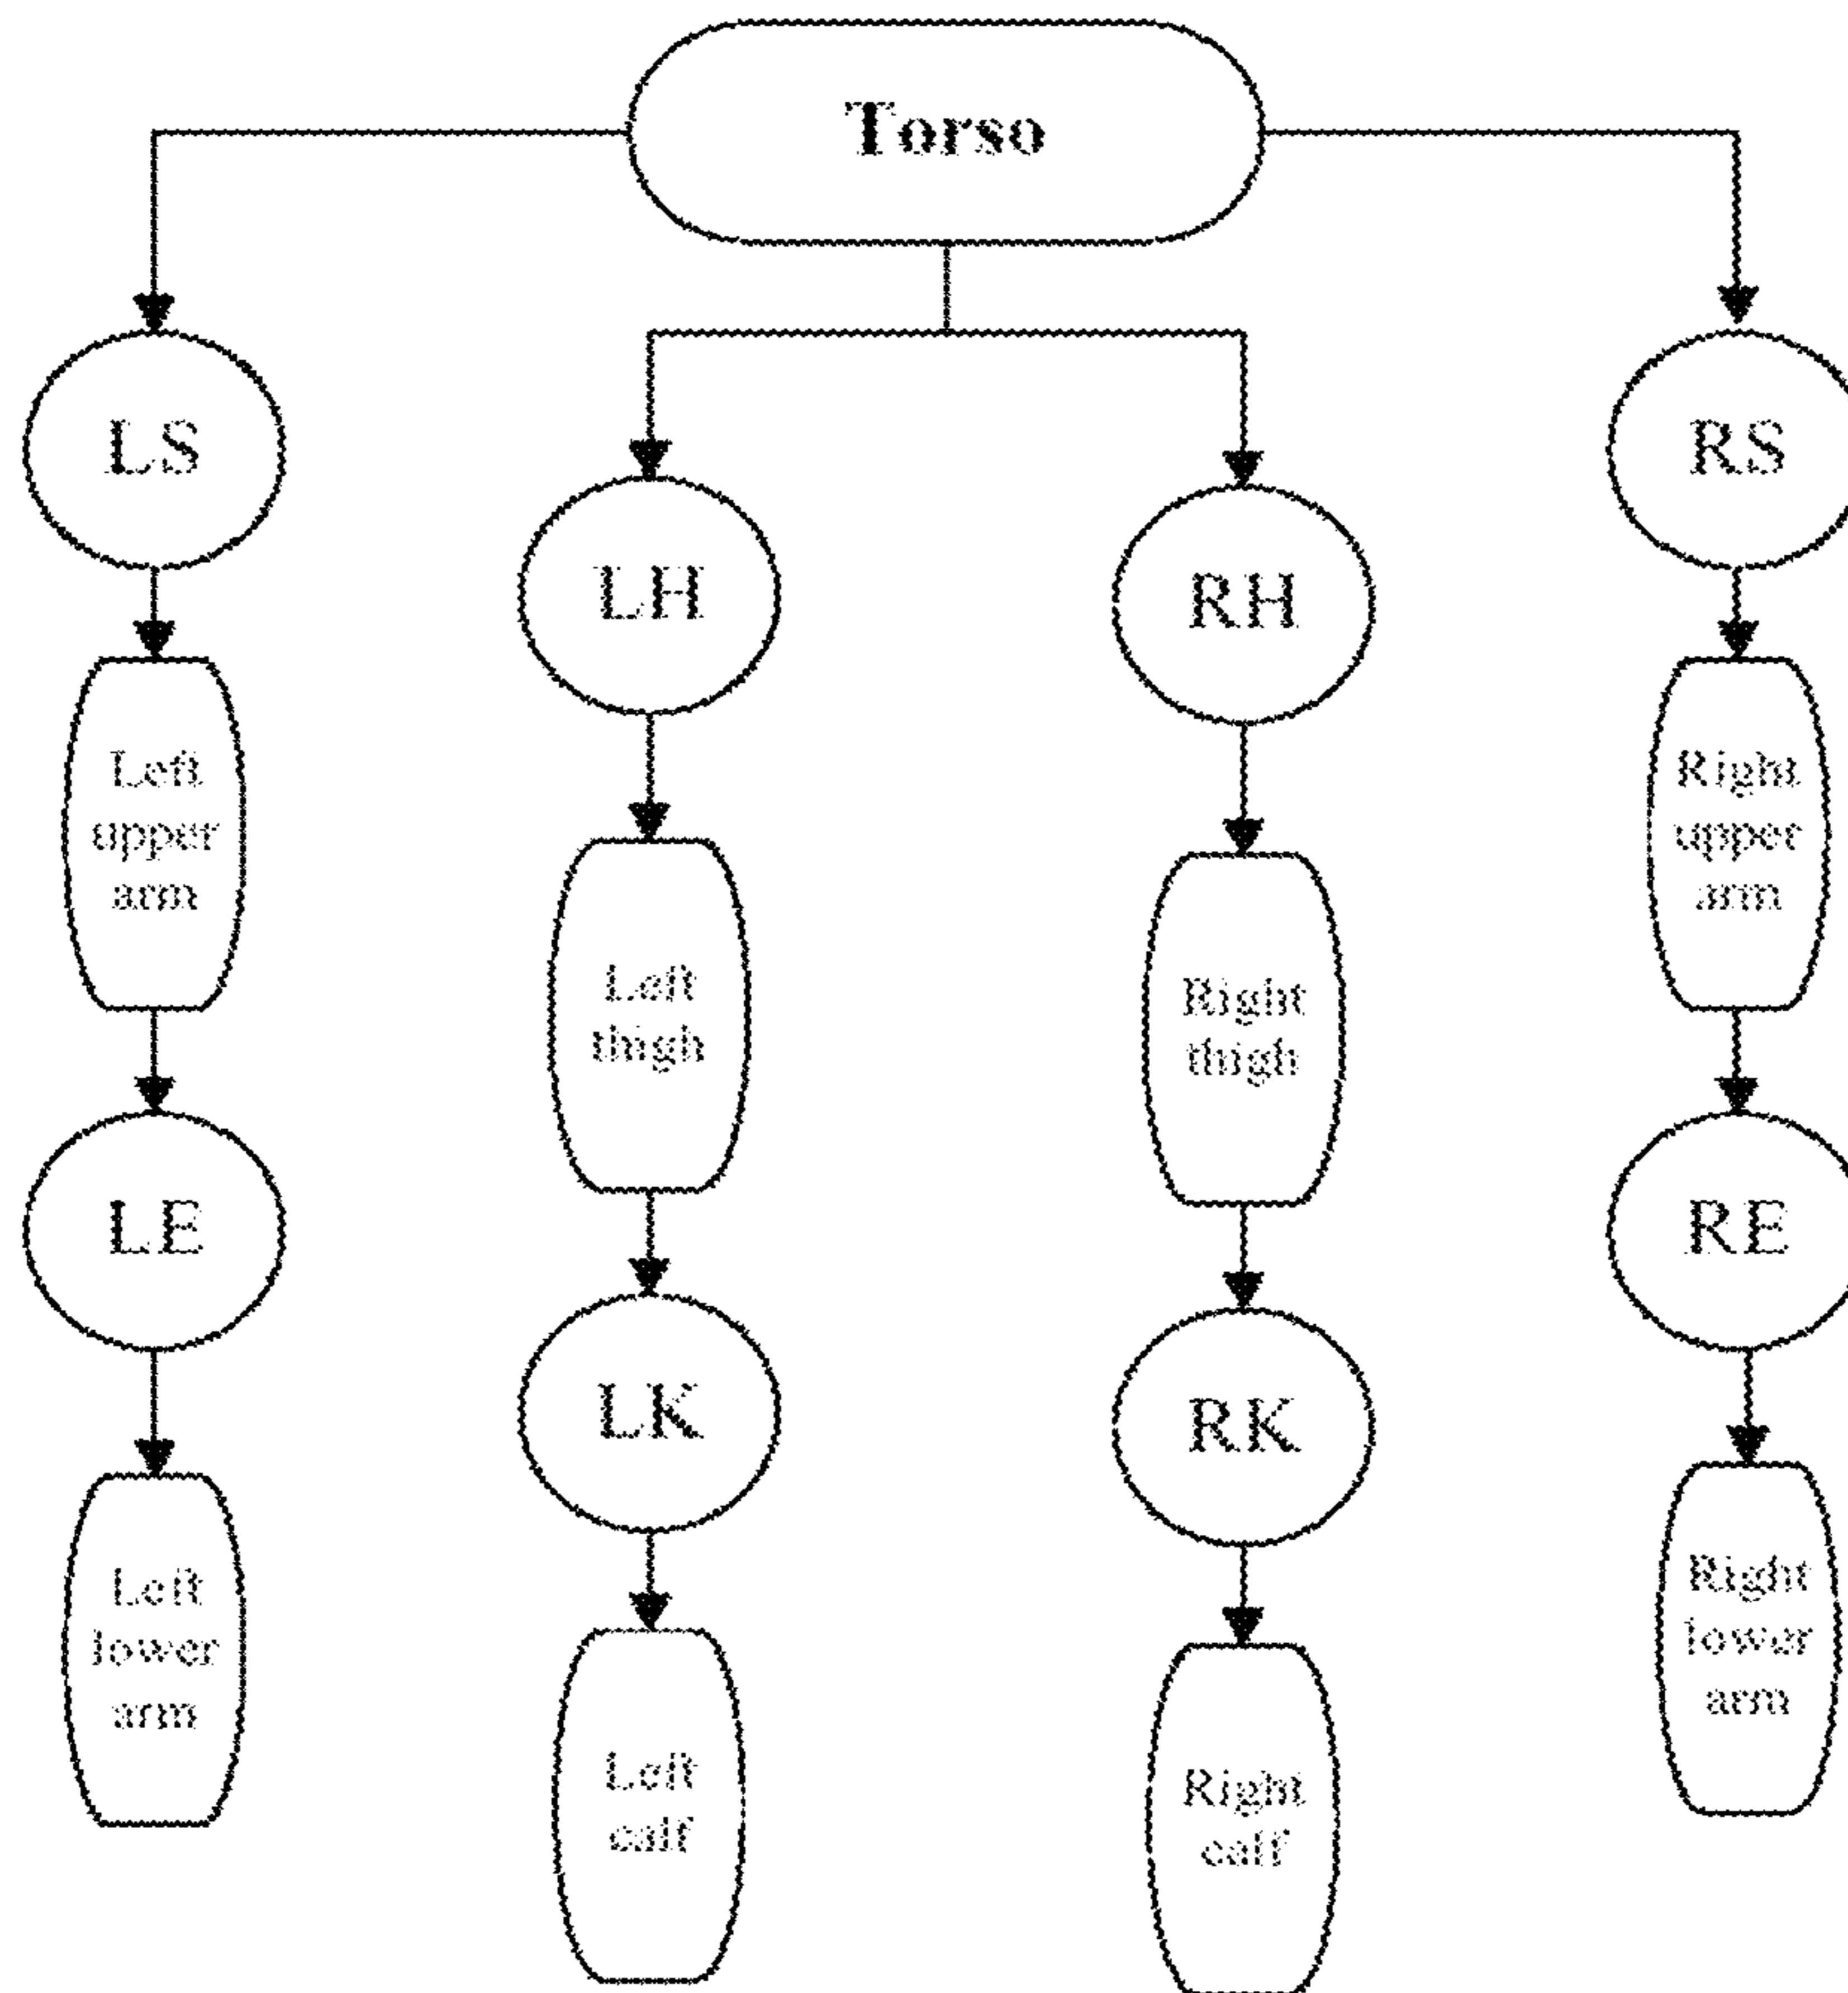 Torso
LS
RS
LH
RH
Left
upper
arm
Right
upper
arm
Left
thigh
Right
thigh
LE
RE
LK
RK
Left
lower
arm
Right
lower
arm
Left
calf
Right
calf